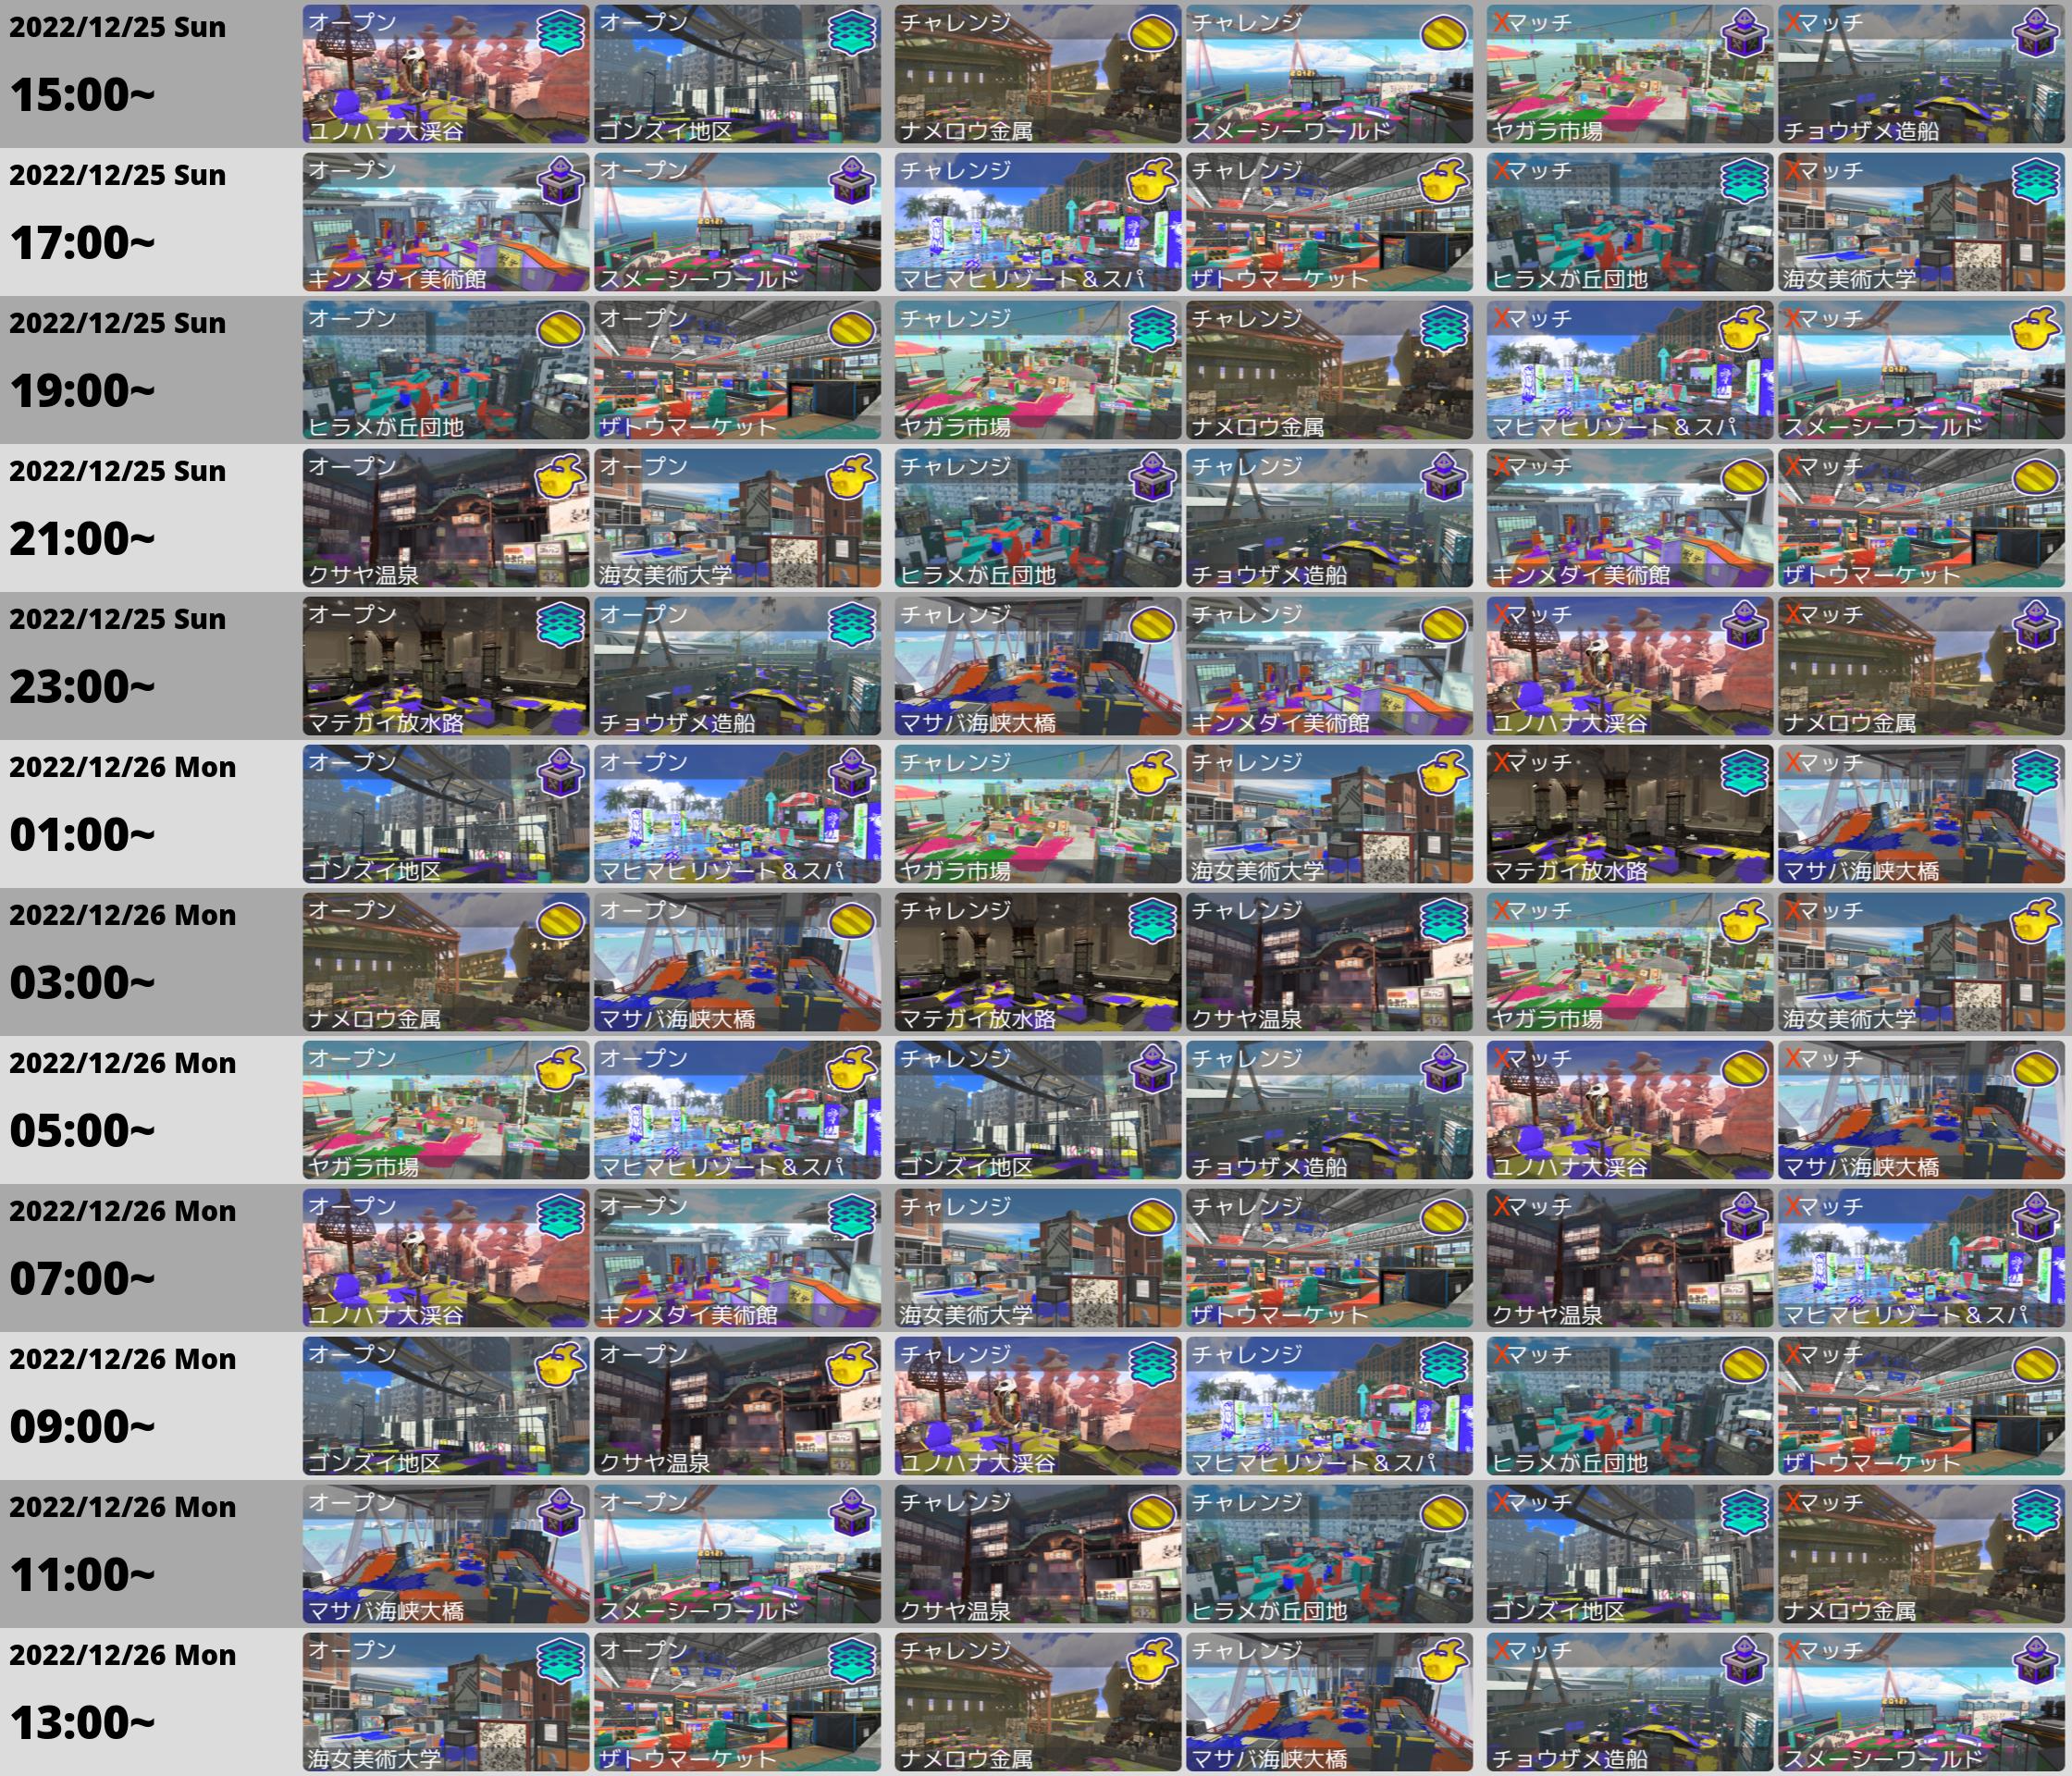 2022/12/25 Sun
15:00~
オープン オープン チャレンジ チャレンジ Xマッチ Xマッチ
ユノハナ大渓谷 ゴンズイ地区 ナメロウ金属 スメーシーワールド ヤガラ市場 チョウザメ造船
2022/12/25 Sun
17:00~
オープン オープン チャレンジ チャレンジ Xマッチ Xマッチ
キンメダイ美術館 スメーシーワールド マヒマヒリゾート＆スパ ザトウマーケット ヒラメが丘団地 海女美術大学
2022/12/25 Sun
19:00~
オープン オープン チャレンジ チャレンジ Xマッチ Xマッチ
ヒラメが丘団地 ザトウマーケット ヤガラ市場 ナメロウ金属 マヒマヒリゾート＆スパ スメーシーワールド
2022/12/25 Sun
21:00~
オープン オープン チャレンジ チャレンジ Xマッチ Xマッチ
クサヤ温泉 海女美術大学 ヒラメが丘団地 チョウザメ造船 キンメダイ美術館 ザトウマーケット
2022/12/25 Sun
23:00~
オープン オープン チャレンジ チャレンジ Xマッチ Xマッチ
マテガイ放水路 チョウザメ造船 マサバ海峡大橋 キンメダイ美術館 ユノハナ大渓谷 ナメロウ金属
2022/12/26 Mon
01:00~
オープン オープン チャレンジ チャレンジ Xマッチ Xマッチ
ゴンズイ地区 マヒマヒリゾート＆スパ ヤガラ市場 海女美術大学 マテガイ放水路 マサバ海峡大橋
2022/12/26 Mon
03:00~
オープン オープン チャレンジ チャレンジ Xマッチ Xマッチ
ナメロウ金属 マサバ海峡大橋 マテガイ放水路 クサヤ温泉 ヤガラ市場 海女美術大学
2022/12/26 Mon
05:00~
オープン オープン チャレンジ チャレンジ Xマッチ Xマッチ
ヤガラ市場 マヒマヒリゾート＆スパ ゴンズイ地区 チョウザメ造船 ユノハナ大渓谷 マサバ海峡大橋
2022/12/26 Mon
07:00~
オープン オープン チャレンジ チャレンジ Xマッチ Xマッチ
ユノハナ大渓谷 キンメダイ美術館 海女美術大学 ザトウマーケット クサヤ温泉 マヒマヒリゾート＆スパ
2022/12/26 Mon
09:00~
オープン オープン チャレンジ チャレンジ Xマッチ Xマッチ
ゴンズイ地区 クサヤ温泉 ユノハナ大渓谷 マヒマヒリゾート＆スパ ヒラメが丘団地 ザトウマーケット
2022/12/26 Mon
11:00~
オープン オープン チャレンジ チャレンジ Xマッチ Xマッチ
マサバ海峡大橋 スメーシーワールド クサヤ温泉 ヒラメが丘団地 ゴンズイ地区 ナメロウ金属
2022/12/26 Mon
13:00~
オープン オープン チャレンジ チャレンジ Xマッチ Xマッチ
海女美術大学 ザトウマーケット ナメロウ金属 マサバ海峡大橋 チョウザメ造船 スメーシーワールド